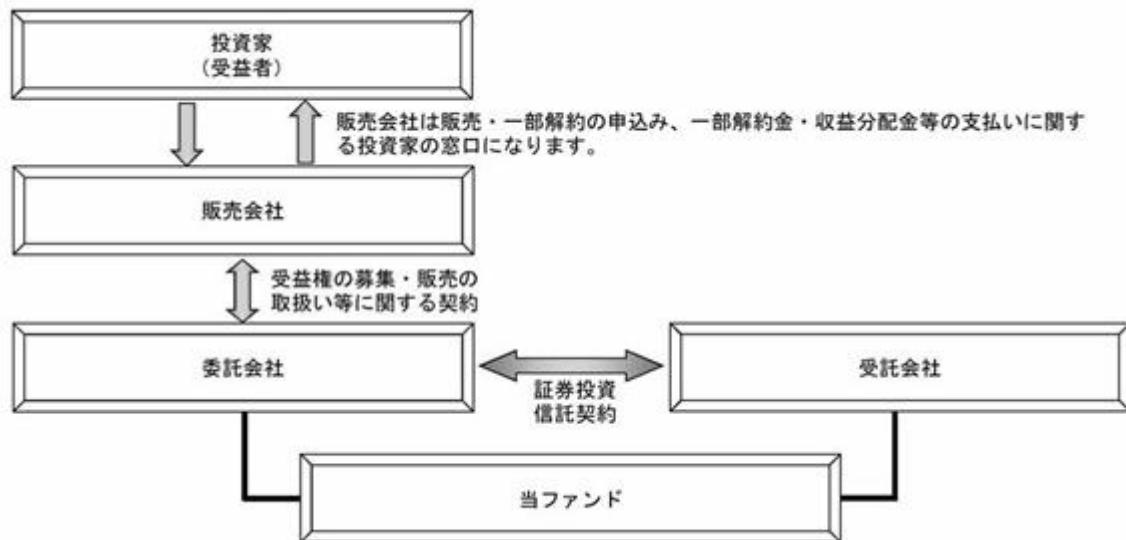 投資家
（受益者）
販売会社は販売・一部解約の申込み、一部解約金・収益分配金等の支払いに関す
る投資家の窓口になります。
販売会社
受益権の募集・販売の
取扱い等に関する契約
委託会社
受託会社
証券投資
信託契約
当ファンド